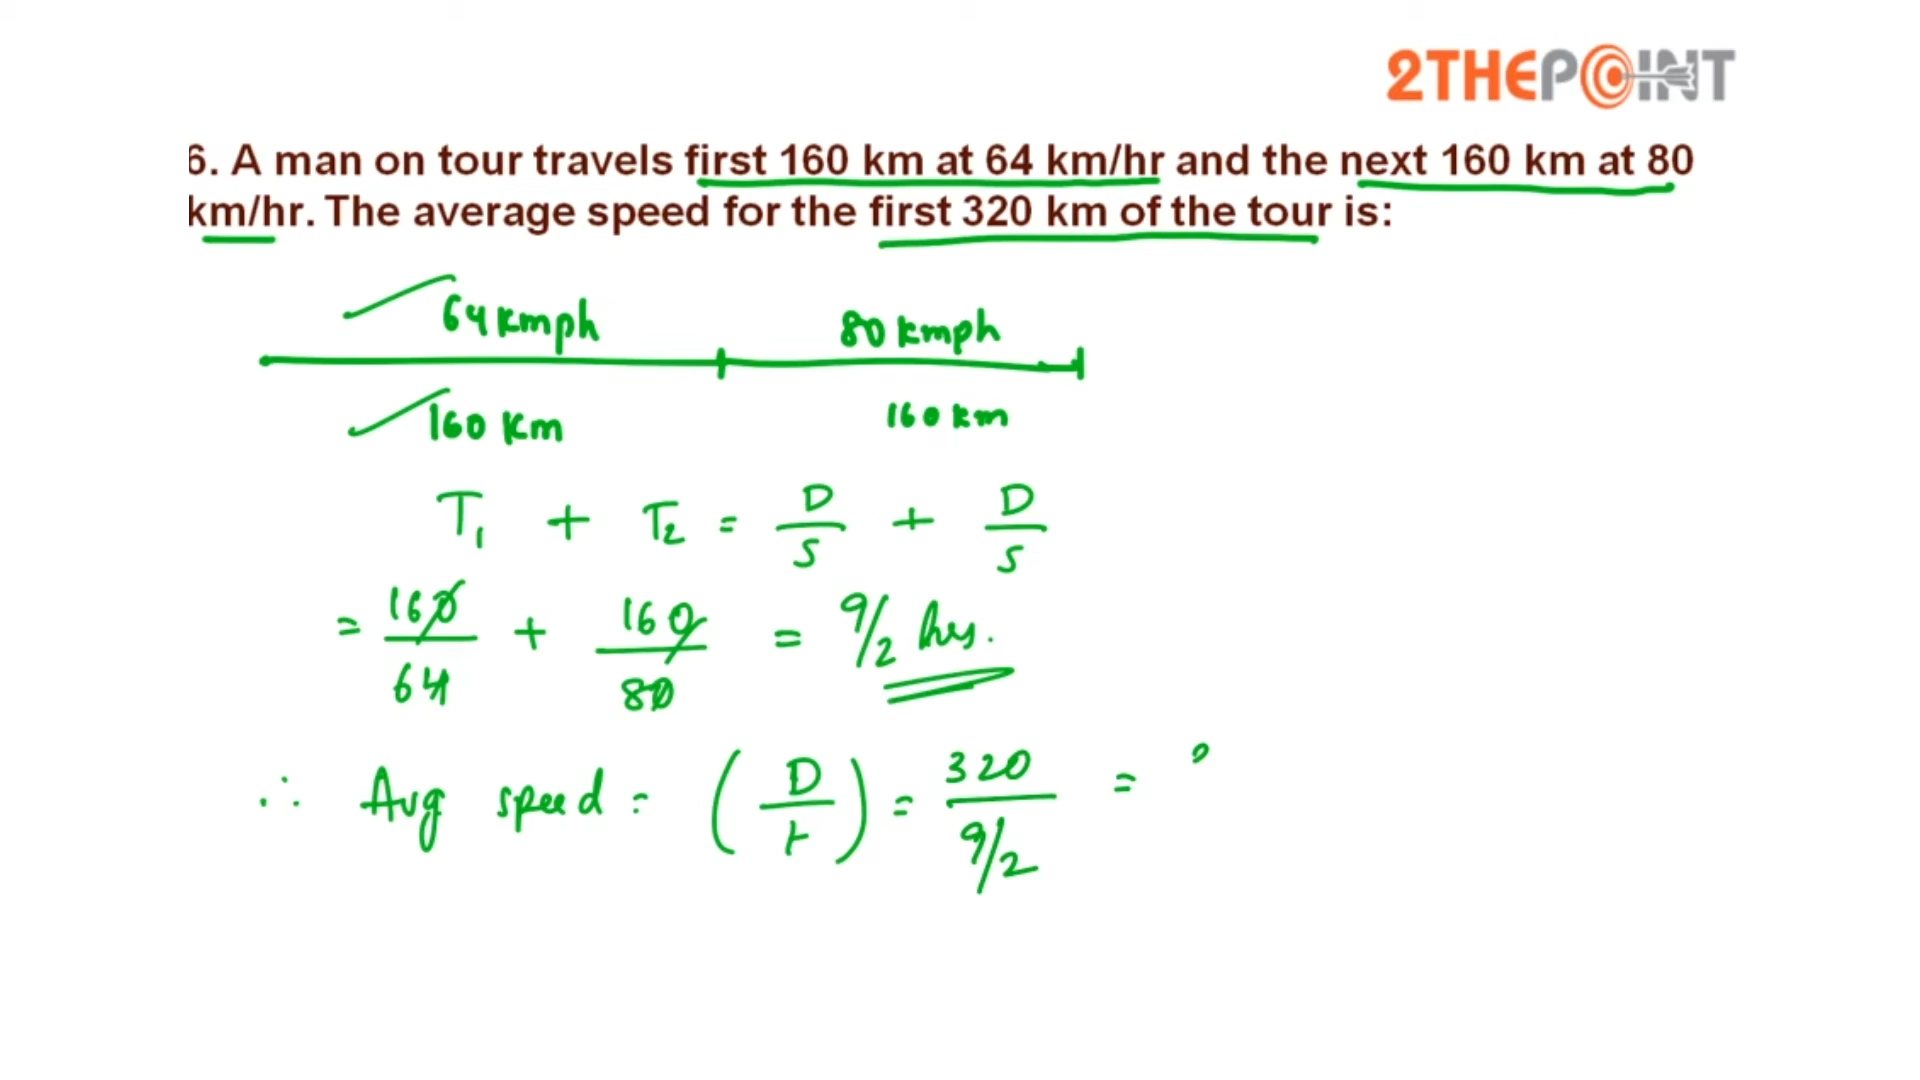 2THEPOINT
6. A man on tour travels first 160 km at 64 km/hr and the next 160 km at 80
km/hr. The average speed for the first 320 km of the tour is:
64 kmph 80 kmph
160 km 160 km
T1 + T2 = D/S + D/S
= 160/64 + 160/80 = 9/2 hrs.
∴ Avg speed = (D/t) = 320/9/2 =